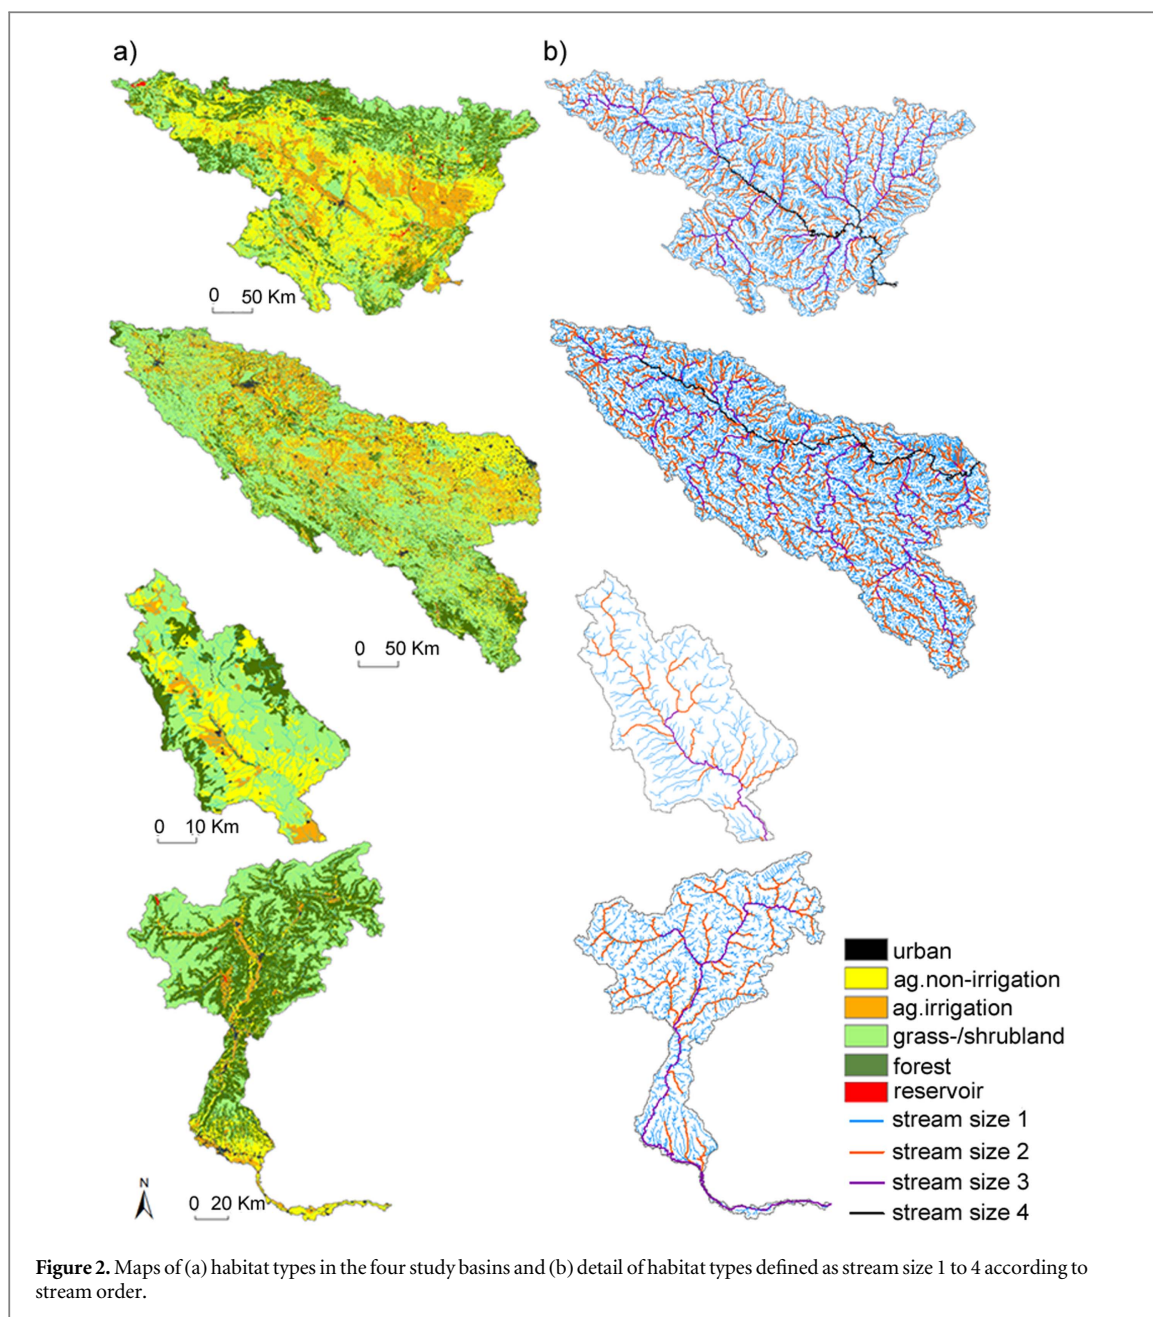 a)
b)
0 50 Km
0 50 Km
0 10 Km
N
0 20 Km
urban
ag.non-irrigation
ag.irrigation
grass-/shrubland
forest
reservoir
stream size 1
stream size 2
stream size 3
stream size 4
Figure 2. Maps of (a) habitat types in the four study basins and (b) detail of habitat types defined as stream size 1 to 4 according to
stream order.